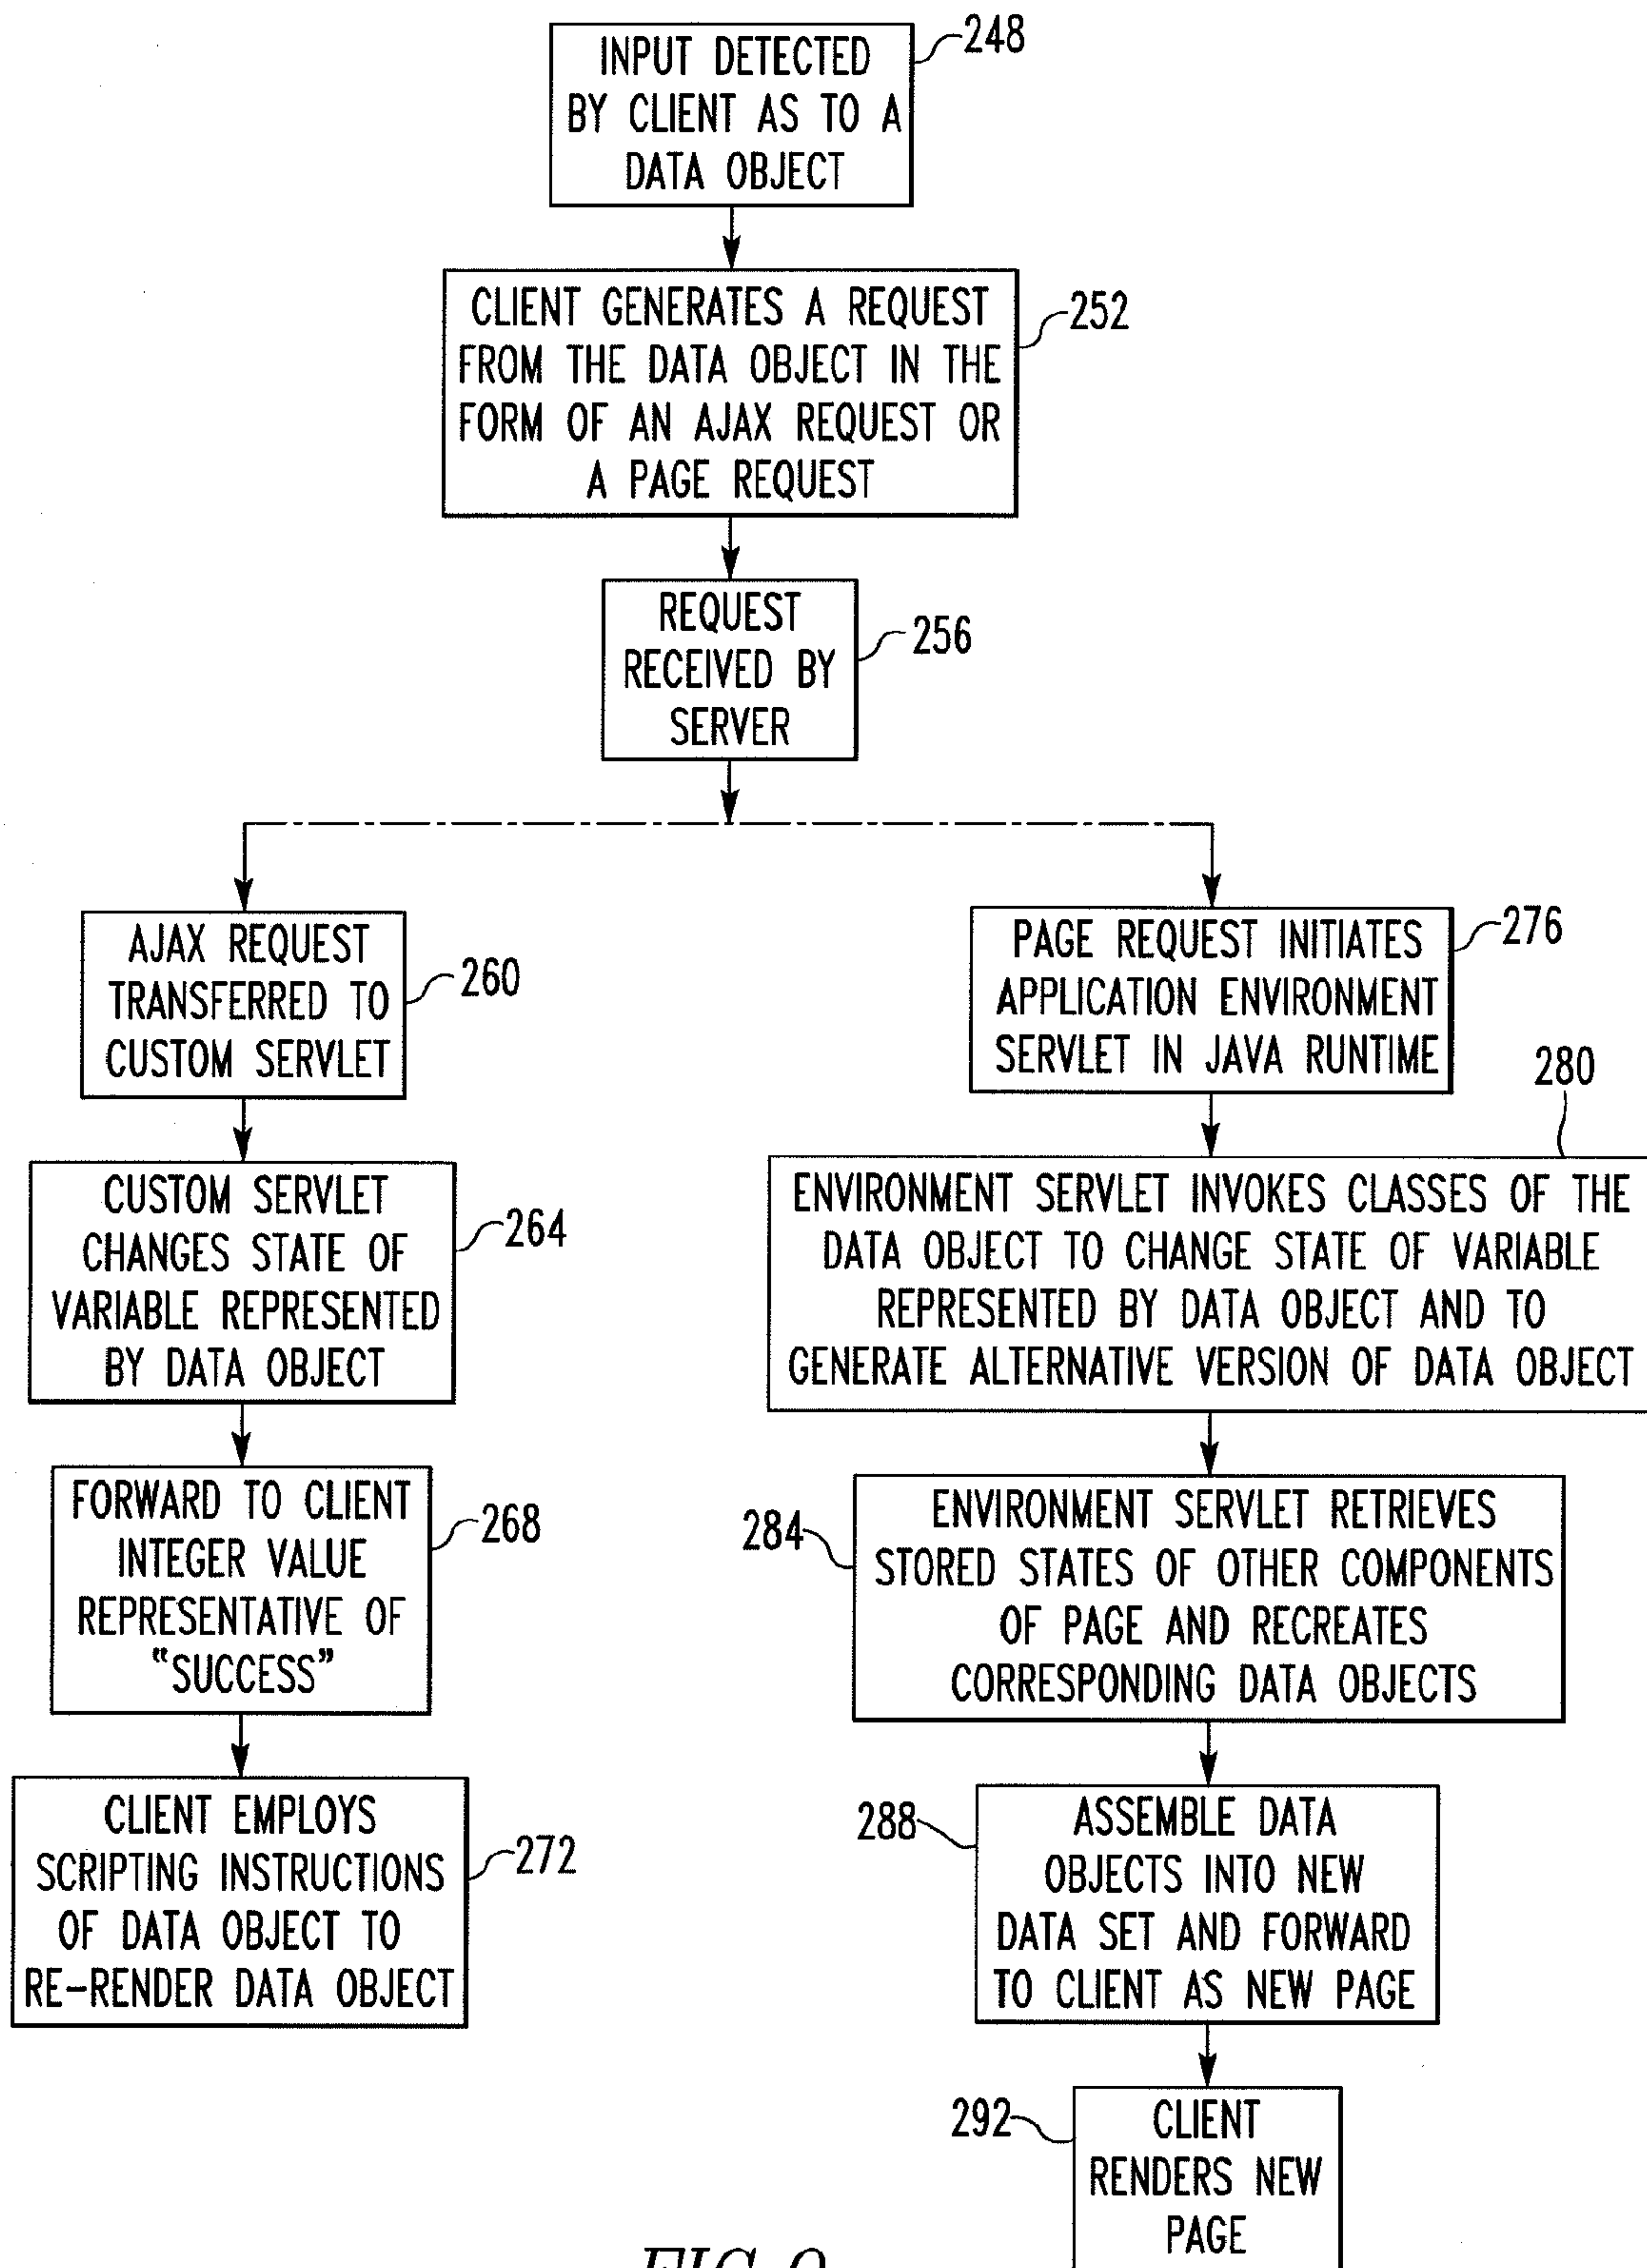 INPUT DETECTED
BY CLIENT AS TO A
DATA OBJECT
248
CLIENT GENERATES A REQUEST
FROM THE DATA OBJECT IN THE
FORM OF AN AJAX REQUEST OR
A PAGE REQUEST
252
REQUEST
RECEIVED BY
SERVER
256
AJAX REQUEST
TRANSFERRED TO
CUSTOM SERVLET
260
CUSTOM SERVLET
CHANGES STATE OF
VARIABLE REPRESENTED
BY DATA OBJECT
264
FORWARD TO CLIENT
INTEGER VALUE
REPRESENTATIVE OF
“SUCCESS”
268
CLIENT EMPLOYS
SCRIPTING INSTRUCTIONS
OF DATA OBJECT TO
RE-RENDER DATA OBJECT
272
PAGE REQUEST INITIATES
APPLICATION ENVIRONMENT
SERVLET IN JAVA RUNTIME
276
280
ENVIRONMENT SERVLET INVOKES CLASSES OF THE
DATA OBJECT TO CHANGE STATE OF VARIABLE
REPRESENTED BY DATA OBJECT AND TO
GENERATE ALTERNATIVE VERSION OF DATA OBJECT
284
ENVIRONMENT SERVLET RETRIEVES
STORED STATES OF OTHER COMPONENTS
OF PAGE AND RECREATES
CORRESPONDING DATA OBJECTS
288
ASSEMBLE DATA
OBJECTS INTO NEW
DATA SET AND FORWARD
TO CLIENT AS NEW PAGE
292
CLIENT
RENDERS NEW
PAGE